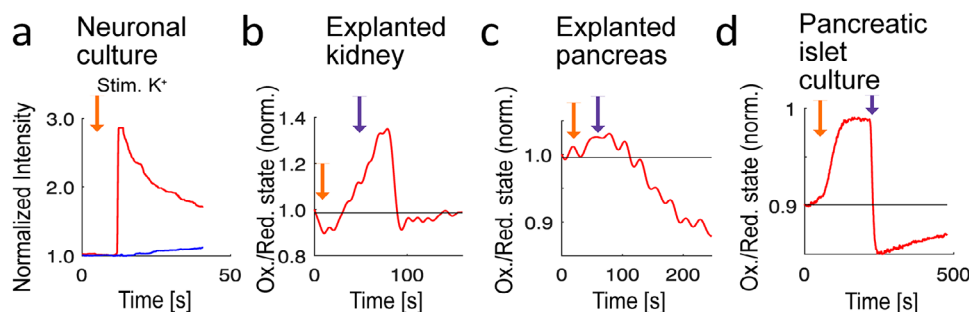 a
Neuronal
culture
Stim. K⁺
Normalized Intensity
3.0
2.0
1.0
0
50
Time [s]
b
Explanted
kidney
Ox./Red. state (norm.)
1.4
1.2
1.0
0.8
0
100
Time [s]
c
Explanted
pancreas
Ox./Red. state (norm.)
1.0
0.9
0
100
200
Time [s]
d
Pancreatic
islet
culture
Ox./Red. state (norm.)
1
0.9
0
500
Time [s]